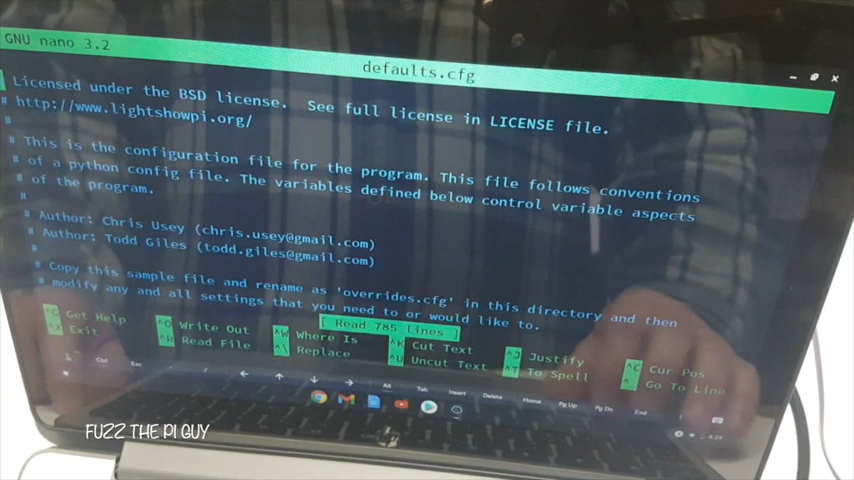 GNU nano 3.2
defaults.cfg
Licensed under the BSD license.  See full license in LICENSE file.
# http://www.lightshowpi.org/
#
# This is the configuration file for the program. This file follows conventions
# of a python config file. The variables defined below control variable aspects
# of the program.
#
# Author: Chris Usey (chris.usey@gmail.com)
# Author: Todd Giles (todd.giles@gmail.com)
#
# Copy this sample file and rename as 'overrides.cfg' in this directory and then
# modify any and all settings that you need to or would like to.
[ Read 785 lines ]
^G Get Help ^O Write Out ^W Where Is ^K Cut Text ^J Justify ^C Cur Pos
^X Exit ^R Read File ^\ Replace ^U Uncut Text ^T To Spell ^_ Go To Line
Ctrl Esc Alt Tab Insert Delete Home Pg Up Pg Dn End
4:24
FUZZ THE PI GUY